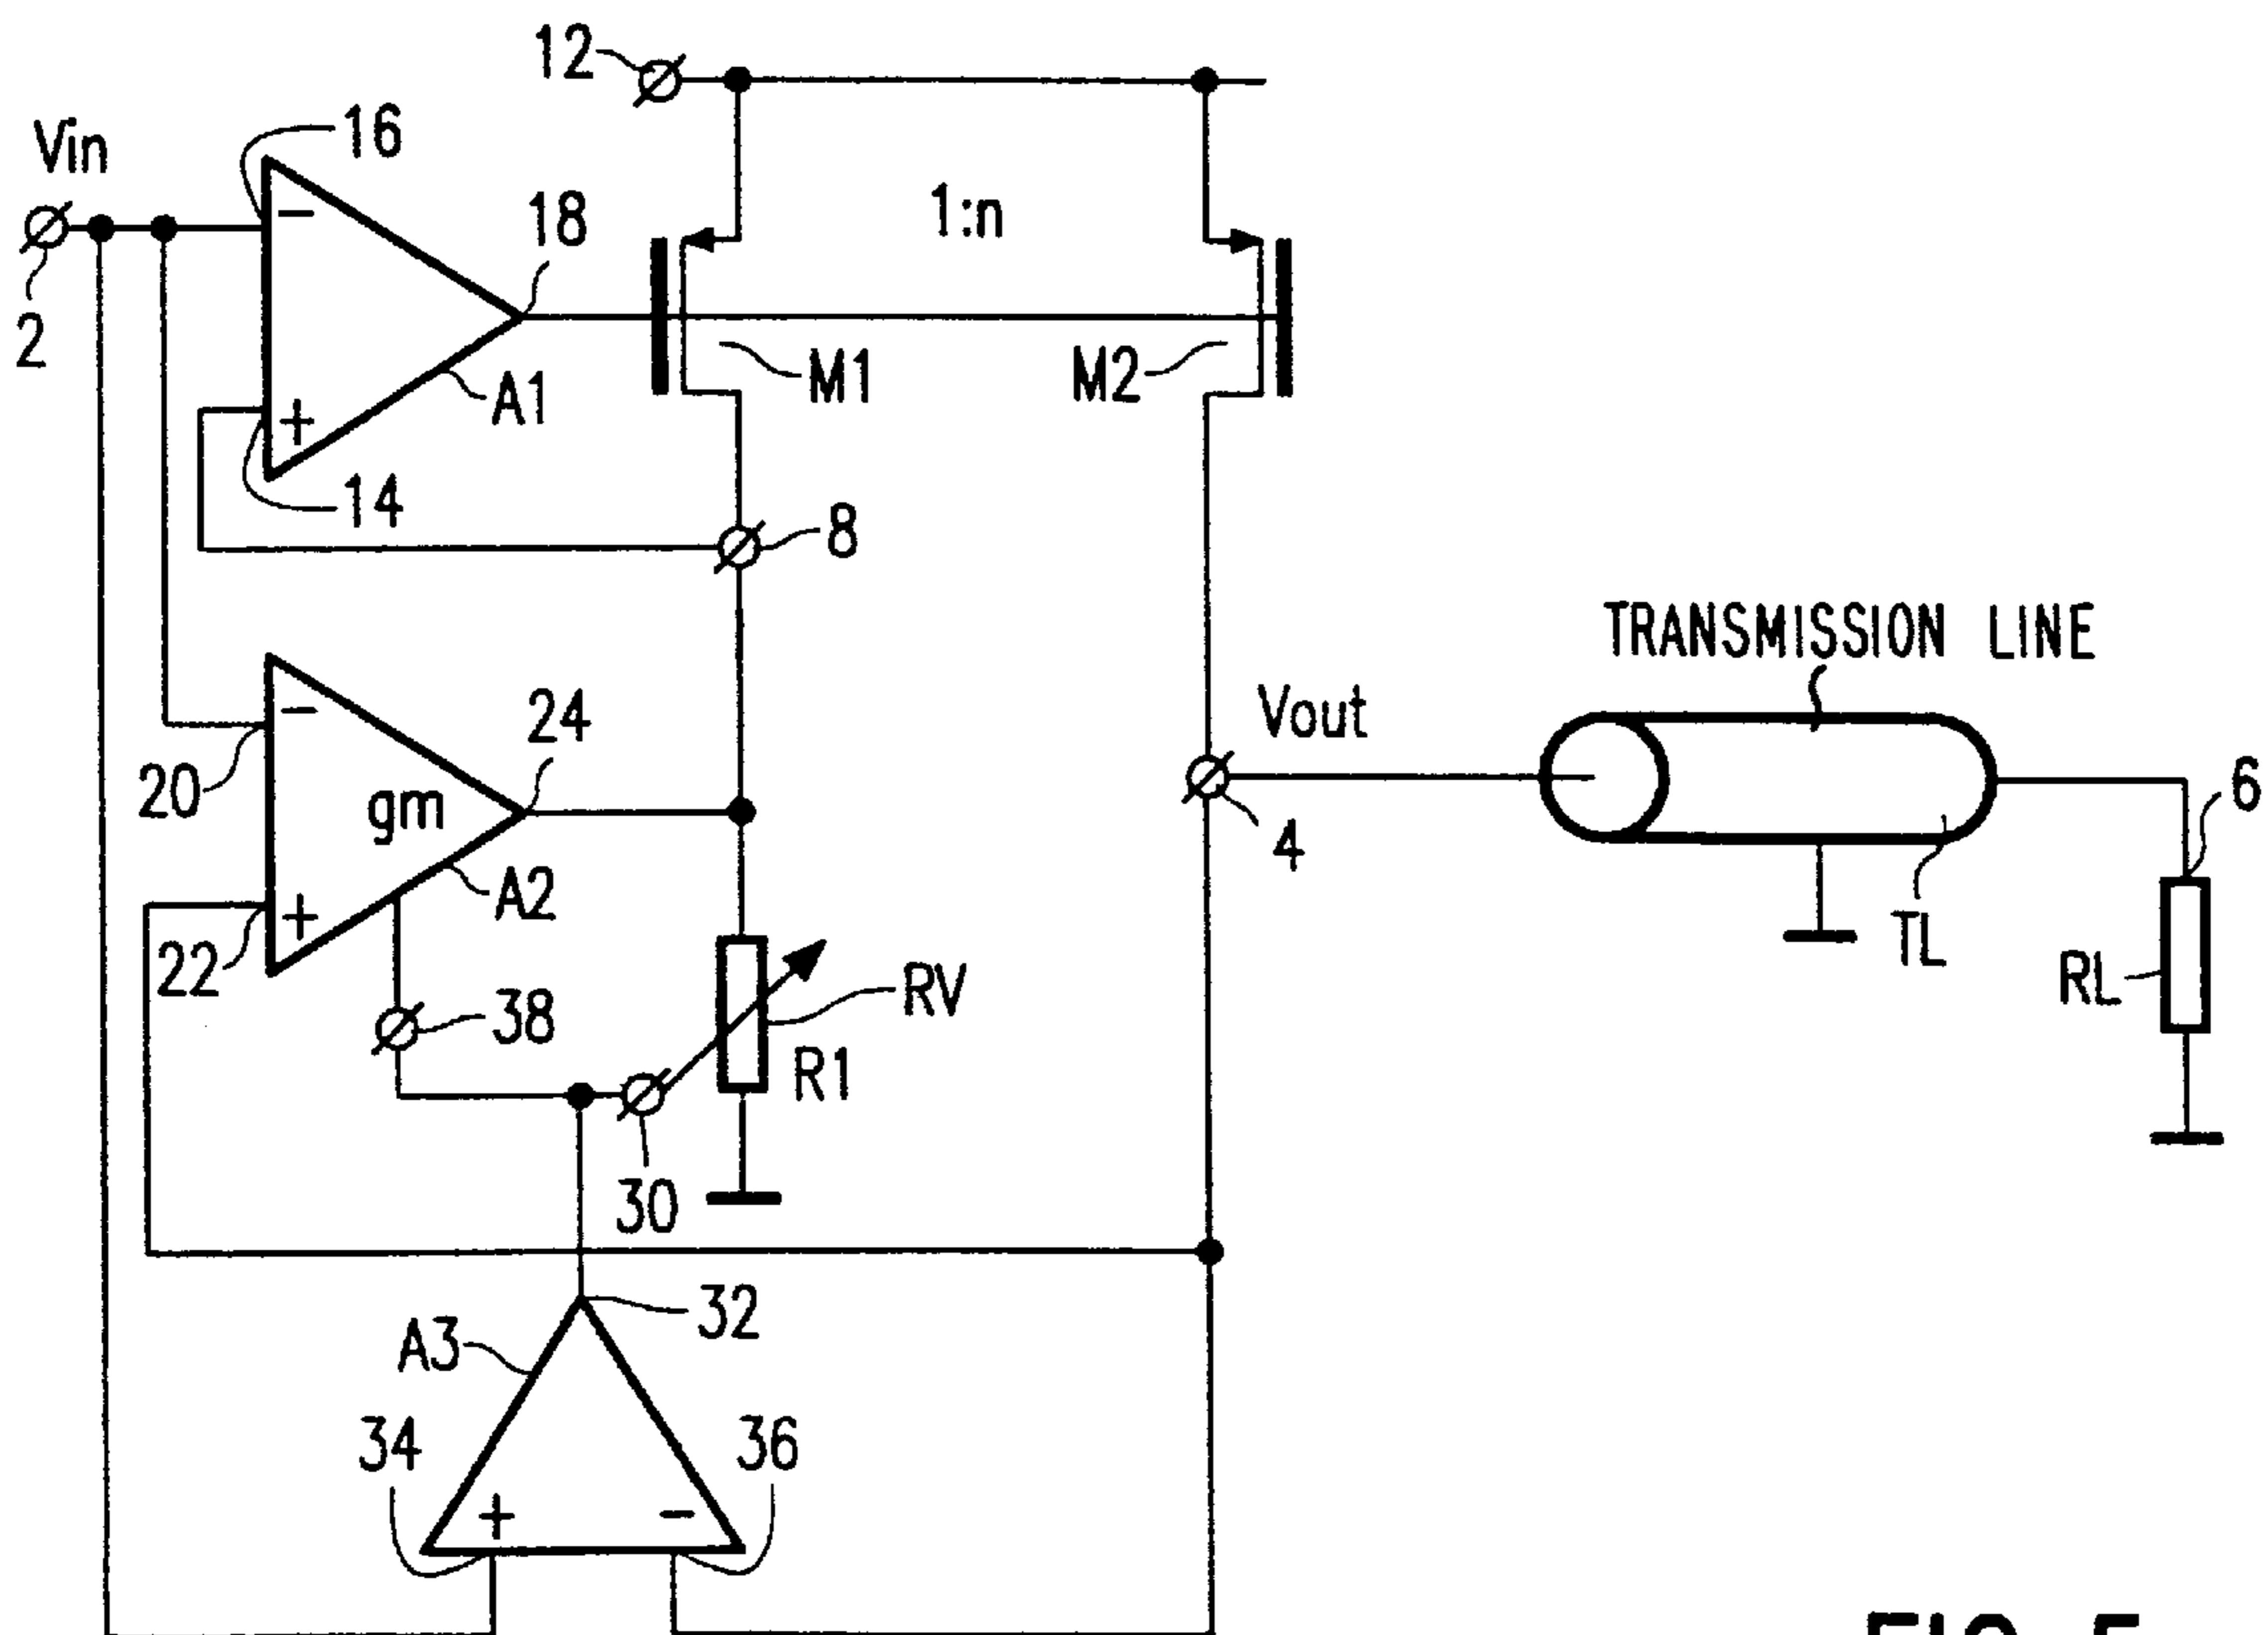 12
Vin
16
18
1:n
2
−
+
A1
M1
M2
14
8
TRANSMISSION LINE
Vout
24
−
20
gm
6
4
A2
+
22
TL
RV
RL
38
R1
30
32
A3
34
36
+
−